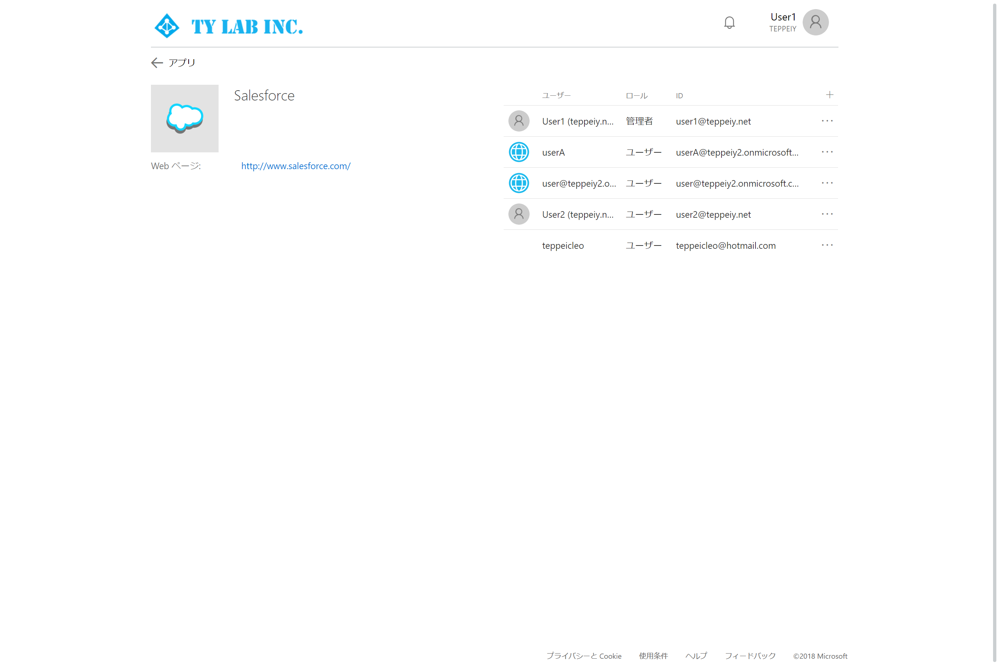 TY LAB INC.
User1
TEPPEIY
アプリ
Salesforce
Web ページ: http://www.salesforce.com/
ユーザー ロール ID
User1 (teppeiy.n... 管理者 user1@teppeiy.net
userA ユーザー userA@teppeiy2.onmicrosoft...
user@teppeiy2.o... ユーザー user@teppeiy2.onmicrosoft.c...
User2 (teppeiy.n... ユーザー user2@teppeiy.net
teppeicleo ユーザー teppeicleo@hotmail.com
プライバシーと Cookie 使用条件 ヘルプ フィードバック ©2018 Microsoft